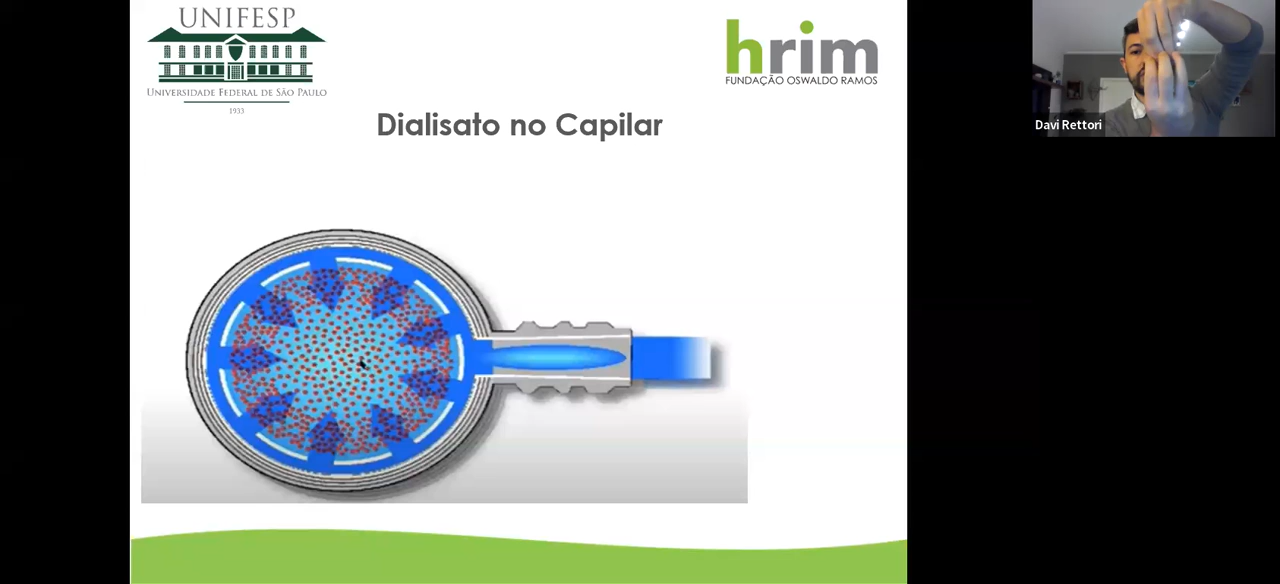 UNIFESP
UNIVERSIDADE FEDERAL DE SÃO PAULO
1933
hrim
FUNDAÇÃO OSWALDO RAMOS
Dialisato no Capilar
Davi Rettori